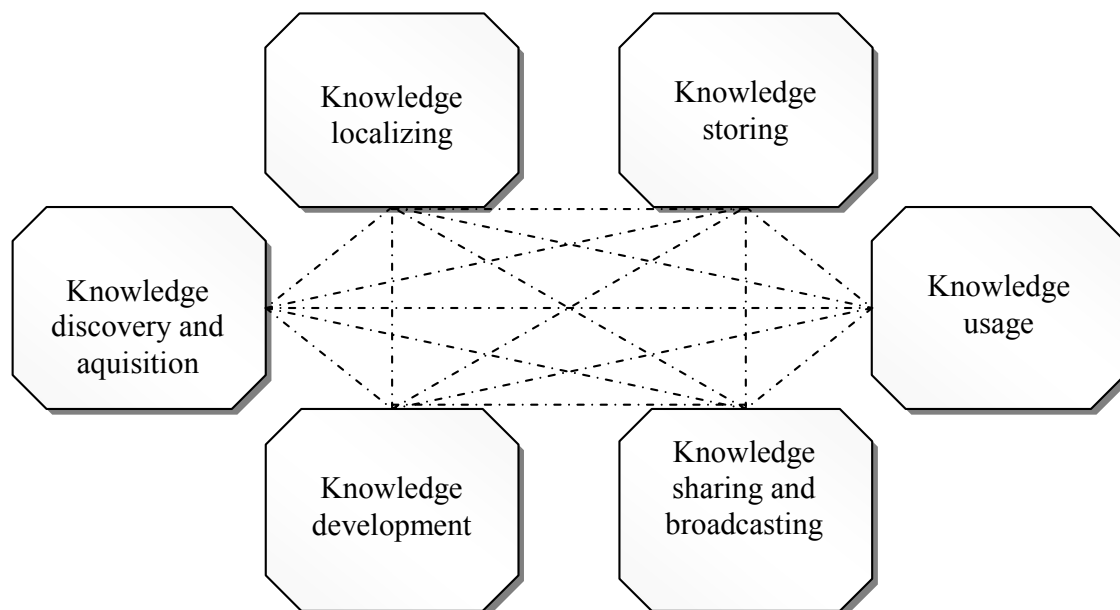 Knowledge
localizing
Knowledge
storing
Knowledge
discovery and
aquisition
Knowledge
usage
Knowledge
development
Knowledge
sharing and
broadcasting